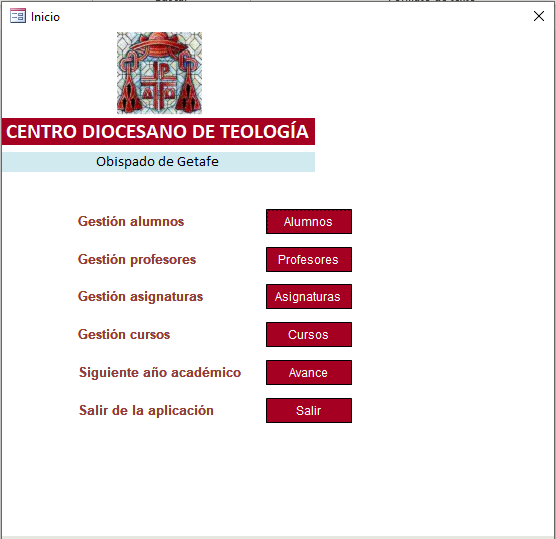 Inicio
CENTRO DIOCESANO DE TEOLOGÍA
Obispado de Getafe
Gestión alumnos Alumnos
Gestión profesores Profesores
Gestión asignaturas Asignaturas
Gestión cursos Cursos
Siguiente año académico Avance
Salir de la aplicación Salir